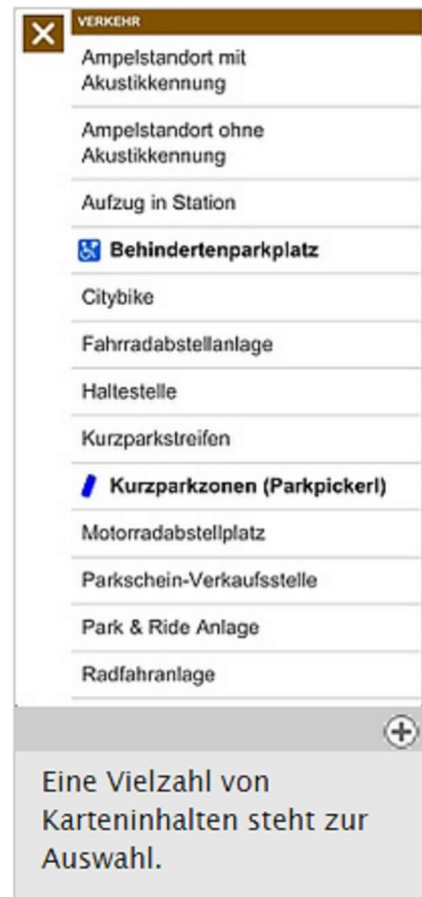 VERKEHR
Ampelstandort mit
Akustikkennung
Ampelstandort ohne
Akustikkennung
Aufzug in Station
Behindertenparkplatz
Citybike
Fahrradabstellanlage
Haltestelle
Kurzparkstreifen
Kurzparkzonen (Parkpickerl)
Motorradabstellplatz
Parkschein-Verkaufsstelle
Park & Ride Anlage
Radfahranlage
Eine Vielzahl von
Karteninhalten steht zur
Auswahl.